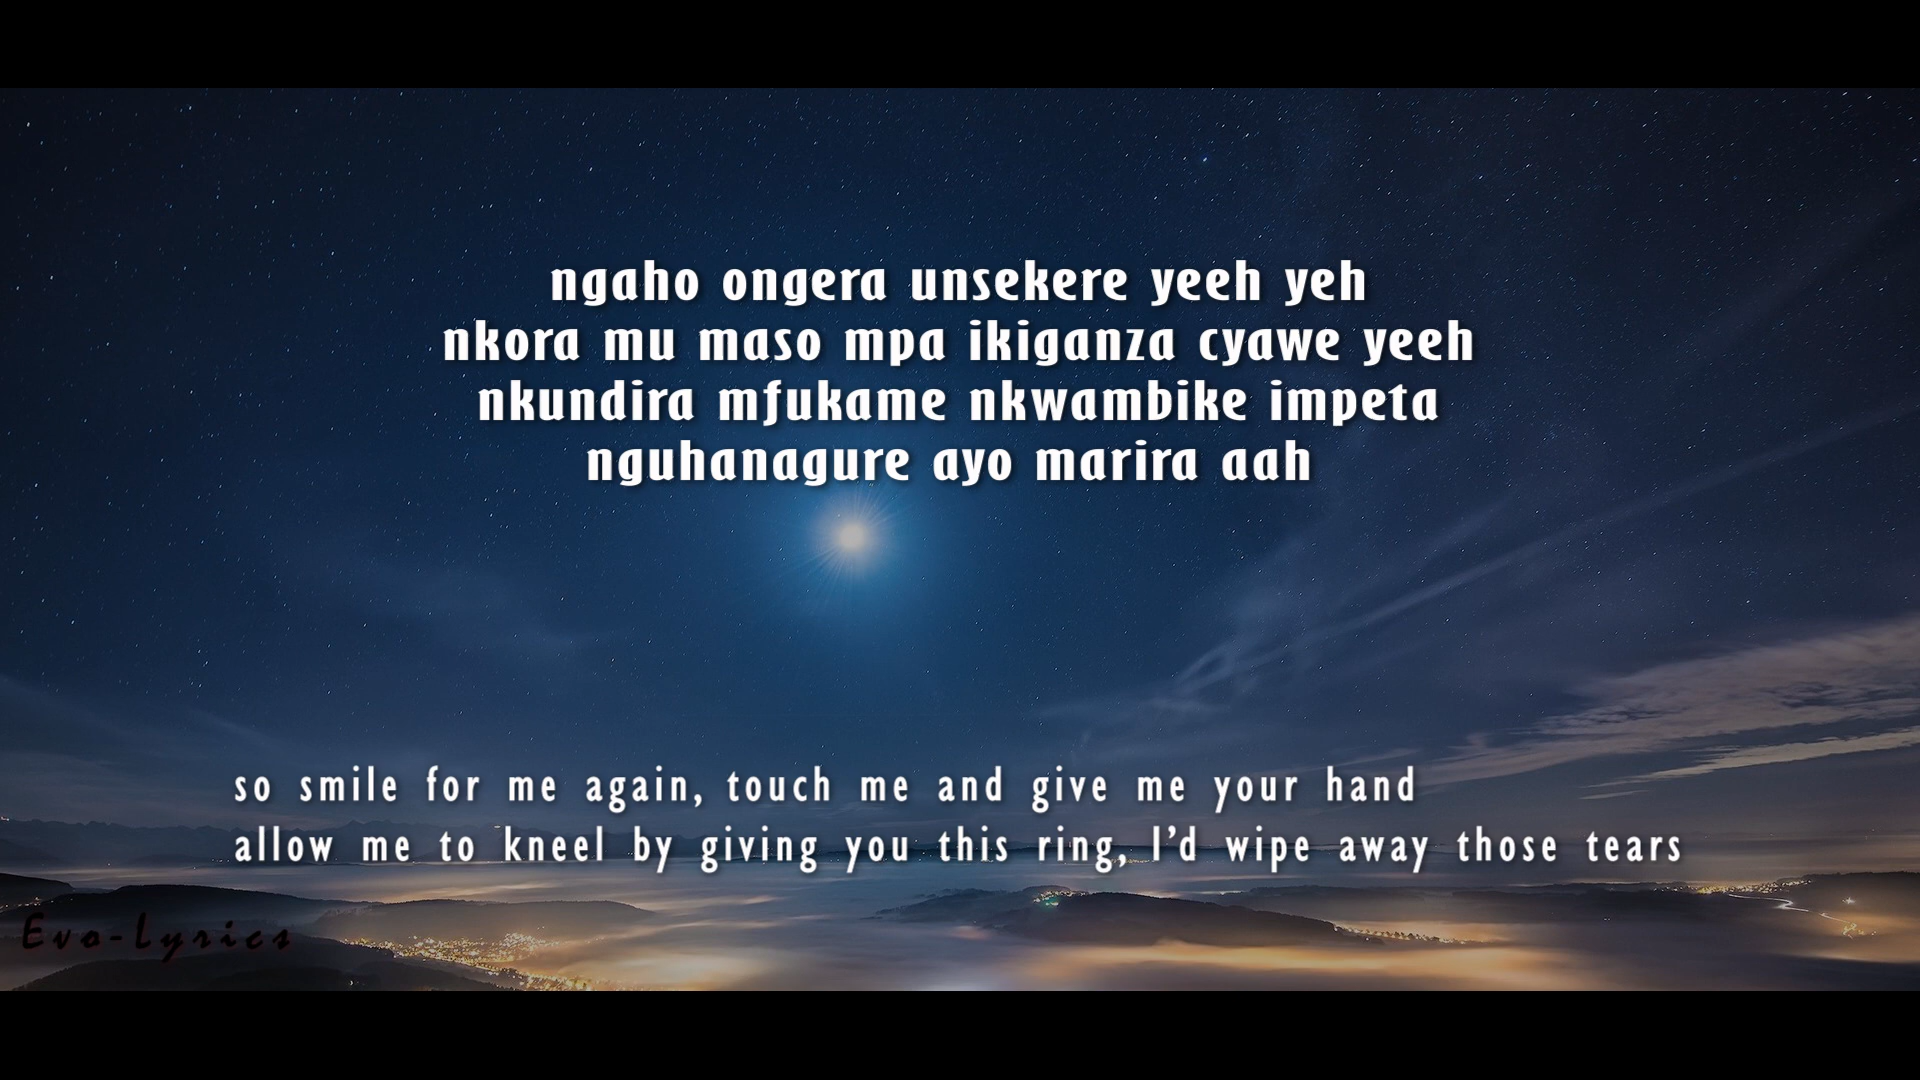 ngaho ongera unsekere yeeh yeh
nkora mu maso mpa ikiganza cyawe yeeh
nkundira mfukame nkwambike impeta
nguhanagure ayo marira aah
so smile for me again, touch me and give me your hand
allow me to kneel by giving you this ring, I'd wipe away those tears
Evo-Lyrics